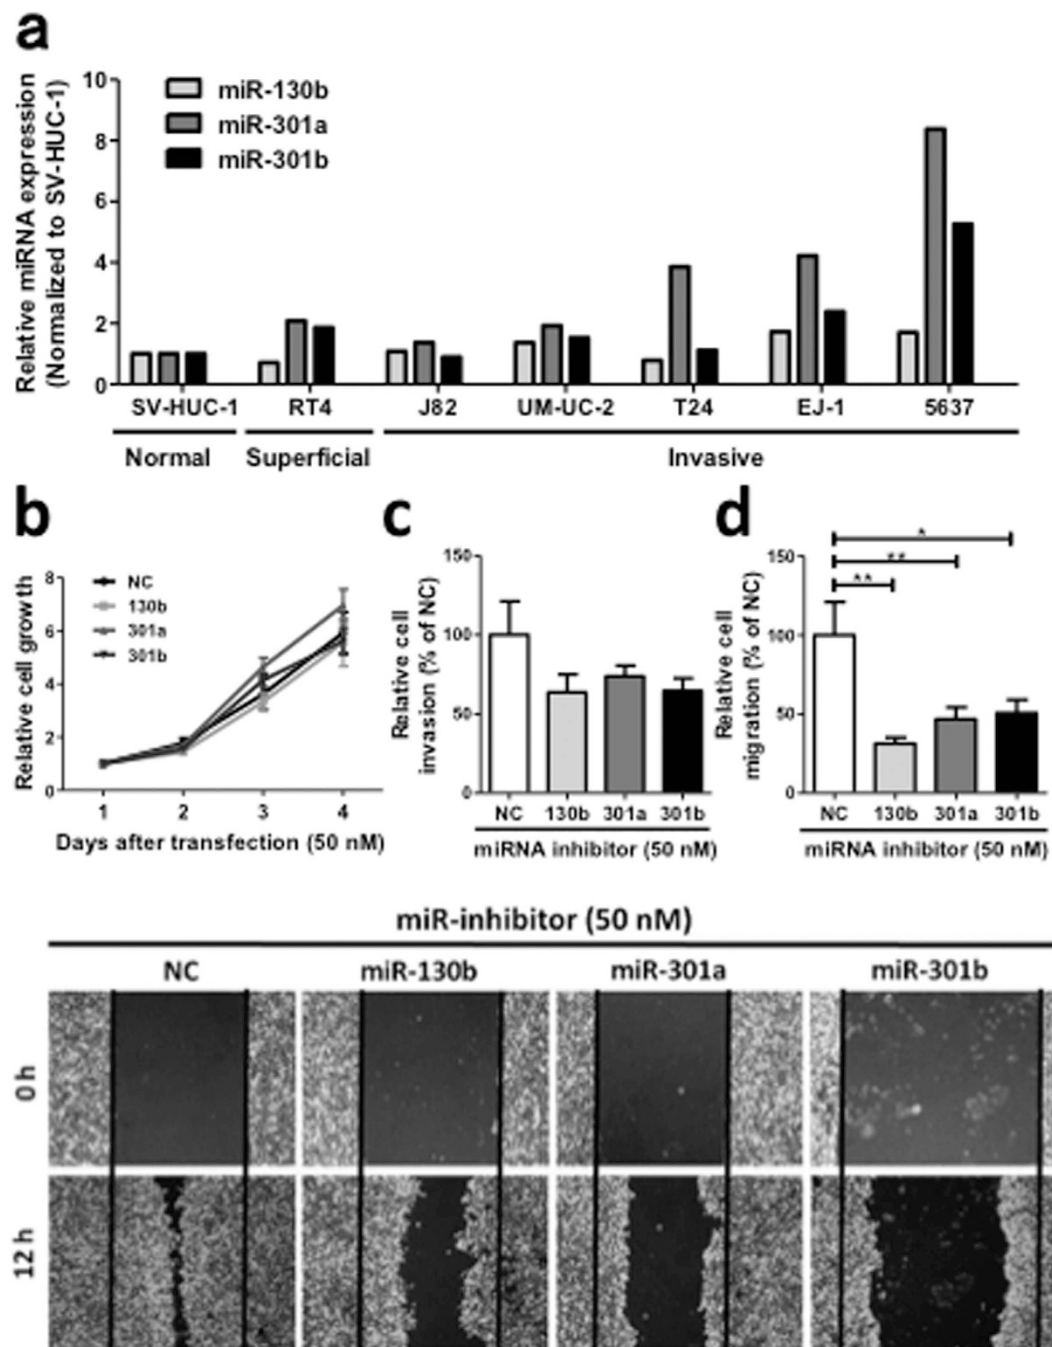 a
Relative miRNA expression
(Normalized to SV-HUC-1)
10
8
6
4
2
0
miR-130b
miR-301a
miR-301b
SV-HUC-1 RT4 J82 UM-UC-2 T24 EJ-1 5637
Normal Superficial Invasive
b
Relative cell growth
8
6
4
2
0
NC
130b
301a
301b
1 2 3 4
Days after transfection (50 nM)
c
Relative cell
invasion (% of NC)
150
100
50
0
NC 130b 301a 301b
miRNA inhibitor (50 nM)
d
Relative cell
migration (% of NC)
150
100
50
0
*
**
**
NC 130b 301a 301b
miRNA inhibitor (50 nM)
miR-inhibitor (50 nM)
NC miR-130b miR-301a miR-301b
0 h
12 h